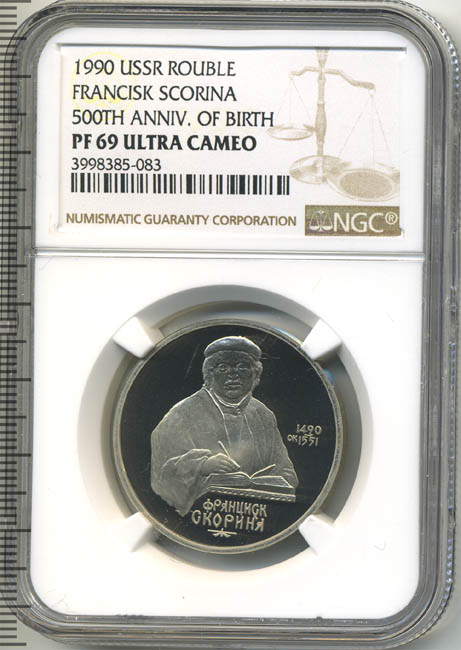 1990 USSR ROUBLE
FRANCISK SCORINA
500TH ANNIV. OF BIRTH
PF 69 ULTRA CAMEO
3998385-083
NUMISMATIC GUARANTY CORPORATION
NGC®
1490
ОК1551
ФРАНЦИСК
СКОРИНА